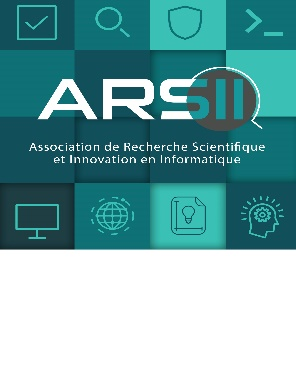 ARSII
Association de Recherche Scientifique
et Innovation en Informatique